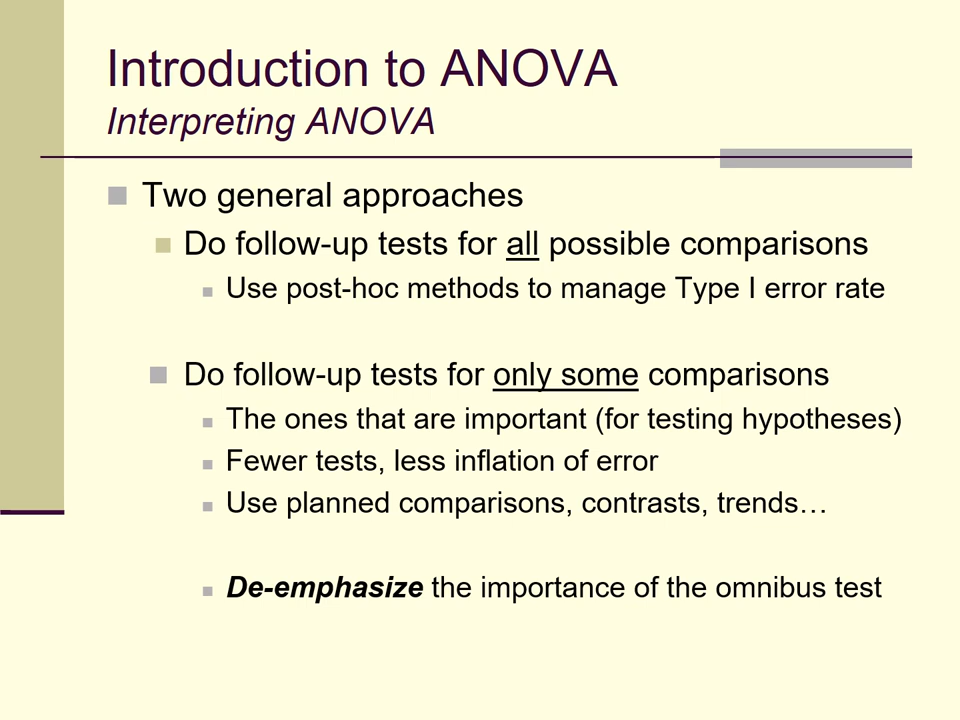 Introduction to ANOVA
Interpreting ANOVA
Two general approaches
Do follow-up tests for all possible comparisons
Use post-hoc methods to manage Type I error rate
Do follow-up tests for only some comparisons
The ones that are important (for testing hypotheses)
Fewer tests, less inflation of error
Use planned comparisons, contrasts, trends…
De-emphasize the importance of the omnibus test